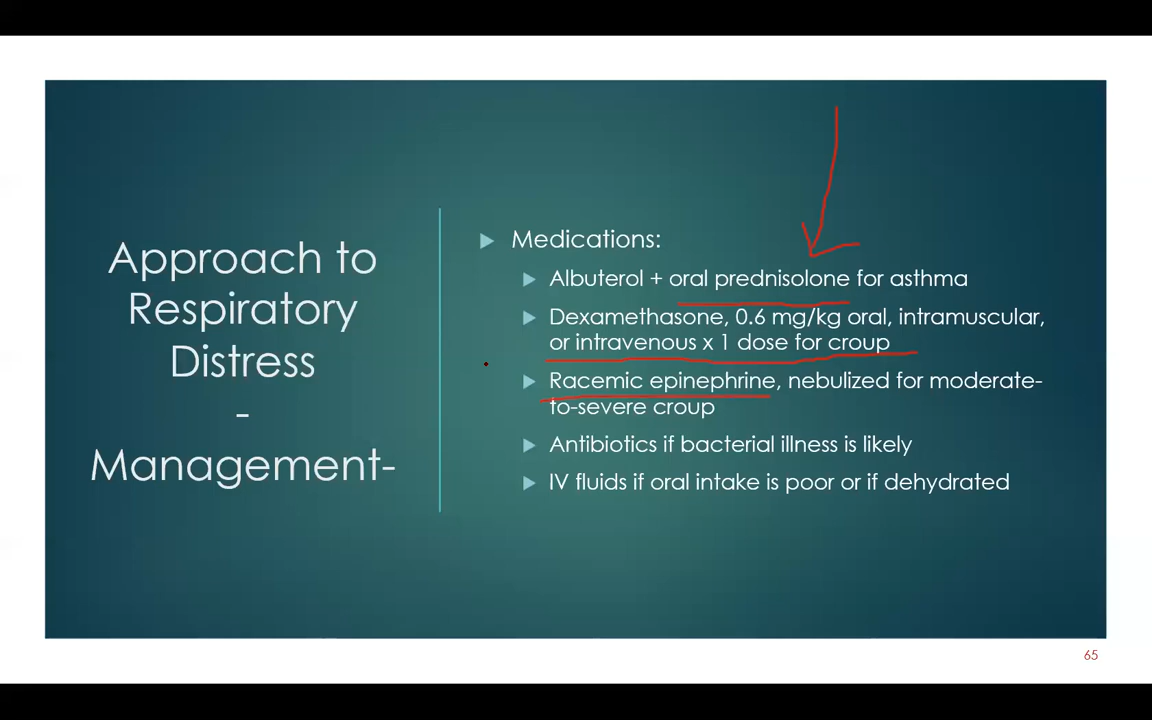 Approach to
Respiratory
Distress
-
Management-
Medications:
Albuterol + oral prednisolone for asthma
Dexamethasone, 0.6 mg/kg oral, intramuscular,
or intravenous x 1 dose for croup
Racemic epinephrine, nebulized for moderate-
to-severe croup
Antibiotics if bacterial illness is likely
IV fluids if oral intake is poor or if dehydrated
65